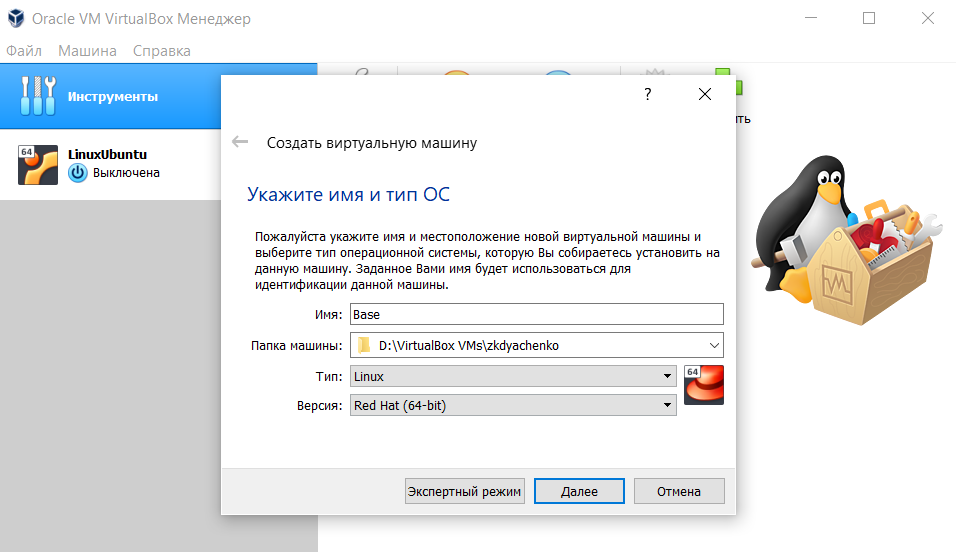 Oracle VM VirtualBox Менеджер
Файл Машина Справка
Инструменты
64
LinuxUbuntu
Выключена
?
Создать виртуальную машину
Укажите имя и тип ОС
Пожалуйста укажите имя и местоположение новой виртуальной машины и
выберите тип операционной системы, которую Вы собираетесь установить на
данную машину. Заданное Вами имя будет использоваться для
идентификации данной машины.
Имя: Base
Папка машины: D:\VirtualBox VMs\zkdyachenko
Тип: Linux
64
Версия: Red Hat (64-bit)
Экспертный режим Далее Отмена